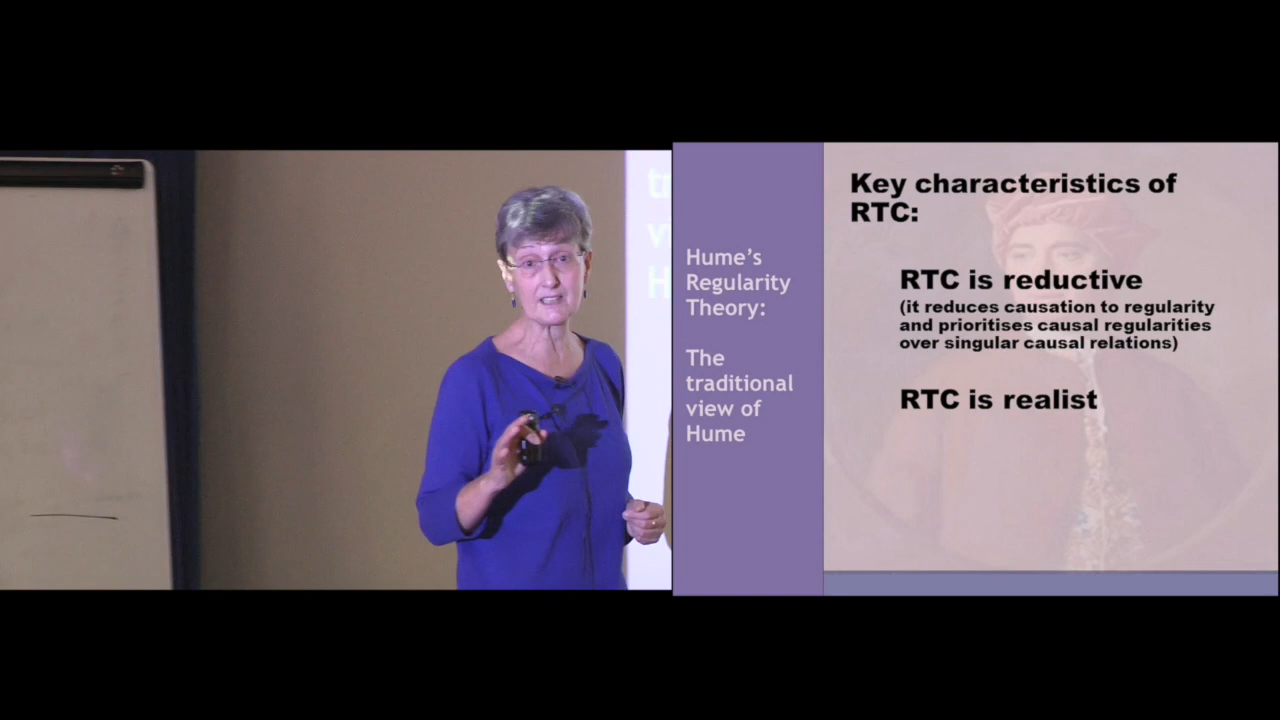 Hume's
Regularity
Theory:
The
traditional
view of
Hume
Key characteristics of
RTC:
RTC is reductive
(it reduces causation to regularity
and prioritises causal regularities
over singular causal relations)
RTC is realist